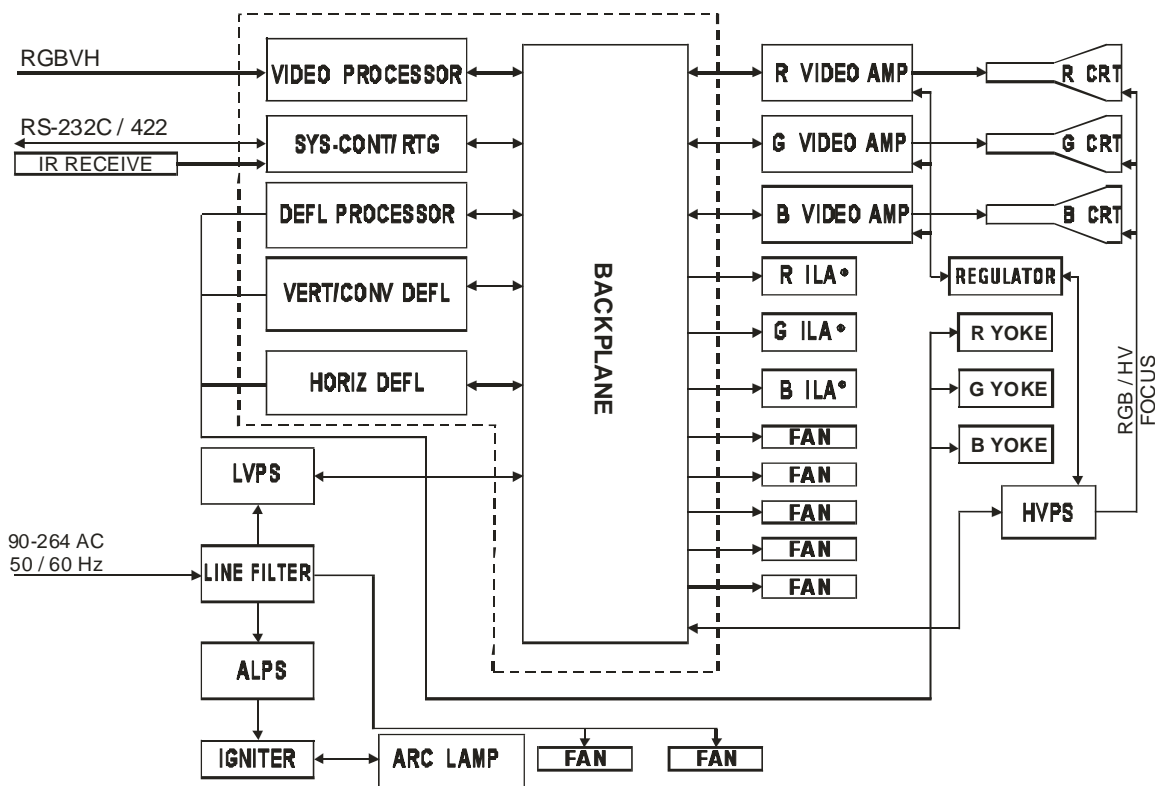 RGBVH
VIDEO PROCESSOR
RS-232C / 422
IR RECEIVE
SYS-CONT/RTG
DEFL PROCESSOR
VERT/CONV DEFL
HORIZ DEFL
BACKPLANE
R VIDEO AMP
R CRT
G VIDEO AMP
G CRT
B VIDEO AMP
B CRT
R ILA®
REGULATOR
G ILA®
R YOKE
B ILA®
G YOKE
RGB / HV
FOCUS
FAN
B YOKE
FAN
FAN
HVPS
FAN
FAN
LVPS
90-264 AC
50 / 60 Hz
LINE FILTER
ALPS
IGNITER
ARC LAMP
FAN
FAN